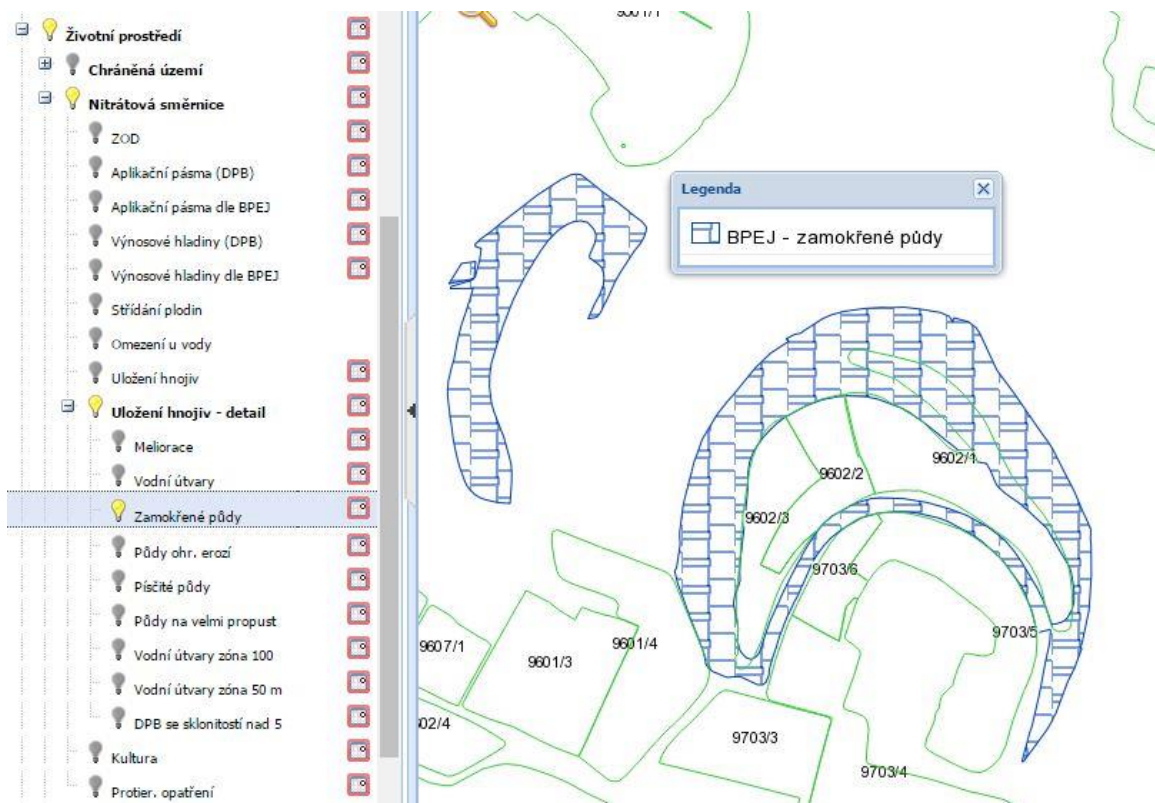 Životní prostředí
Chráněná území
Nitrátová směrnice
ZOD
Aplikační pásma (DPB)
Aplikační pásma dle BPEJ
Výnosové hladiny (DPB)
Výnosové hladiny dle BPEJ
Střídání plodin
Omezení u vody
Uložení hnojiv
Uložení hnojiv - detail
Meliorace
Vodní útvary
Zamokřené půdy
Půdy ohr. erozí
Písčité půdy
Půdy na velmi propust
Vodní útvary zóna 100
Vodní útvary zóna 50 m
DPB se sklonitostí nad 5
Kultura
Protier. opatření
Legenda
BPEJ - zamokřené půdy
9602/1
9602/2
9602/3
9703/6
9703/5
9607/1
9601/3
9601/4
9703/3
9703/4